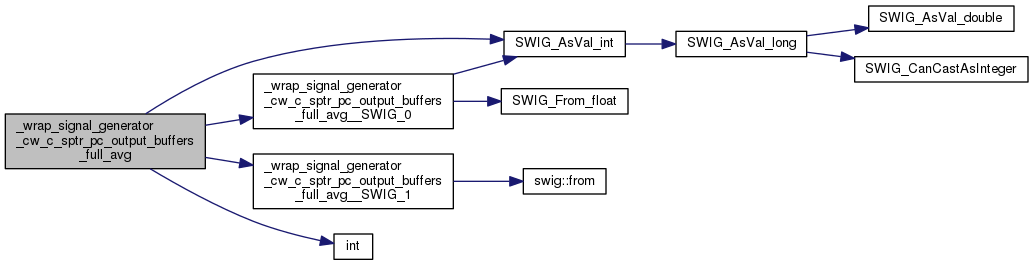 _wrap_signal_generator
_cw_c_sptr_pc_output_buffers
_full_avg
SWIG_AsVal_int
_wrap_signal_generator
_cw_c_sptr_pc_output_buffers
_full_avg__SWIG_0
_wrap_signal_generator
_cw_c_sptr_pc_output_buffers
_full_avg__SWIG_1
int
SWIG_From_float
swig::from
SWIG_AsVal_long
SWIG_AsVal_double
SWIG_CanCastAsInteger